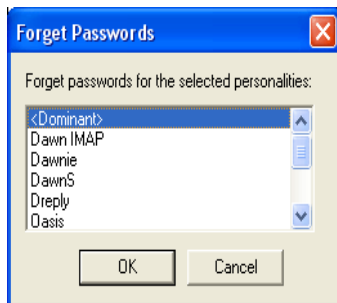 Forget Passwords
Forget passwords for the selected personalities:
<Dominant>
Dawn IMAP
Dawnie
DawnS
Dreply
Oasis
OK
Cancel